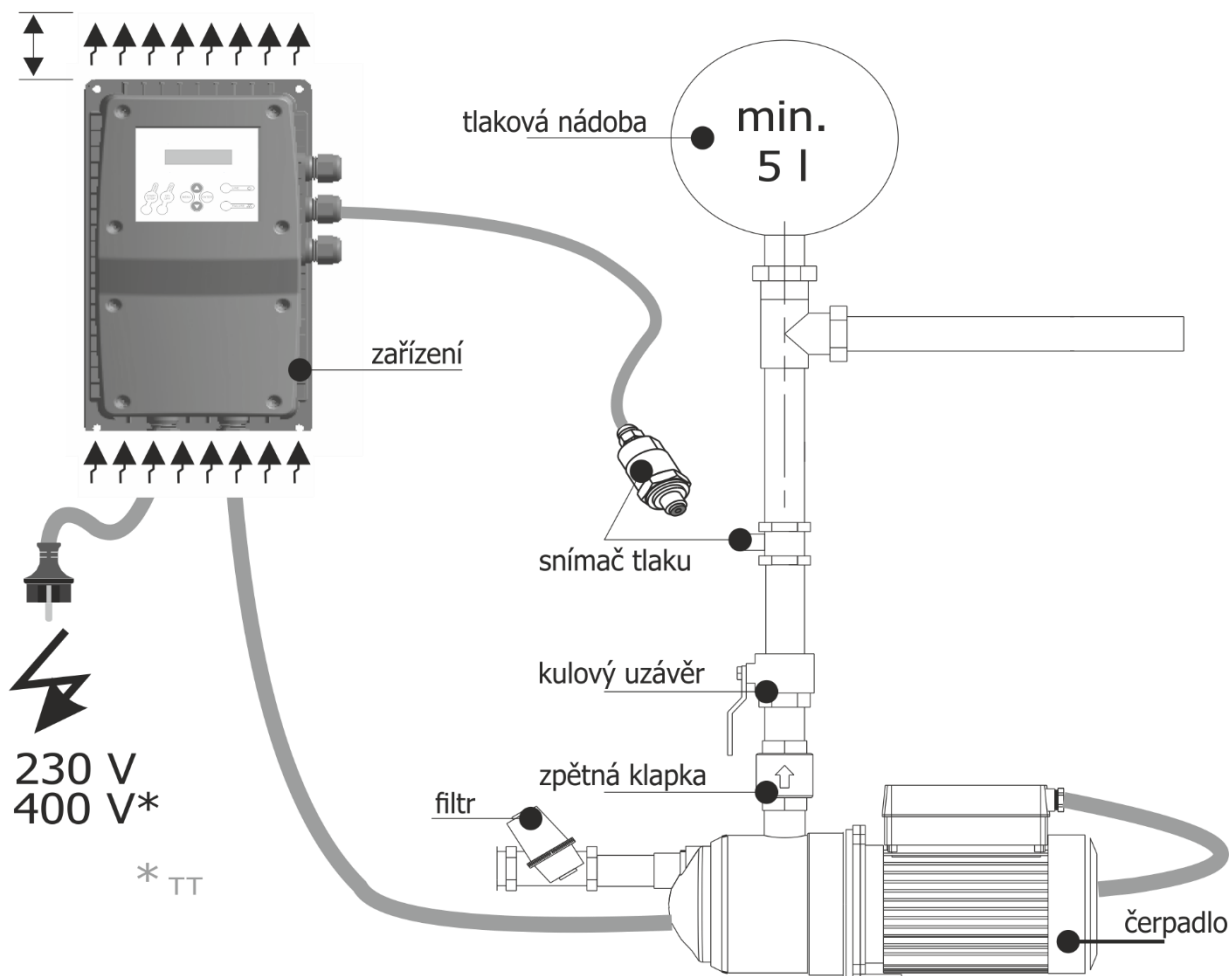 tlaková nádoba
min.
5 l
zařízení
snímač tlaku
kulový uzávěr
zpětná klapka
filtr
230 V
400 V*
* TT
čerpadlo